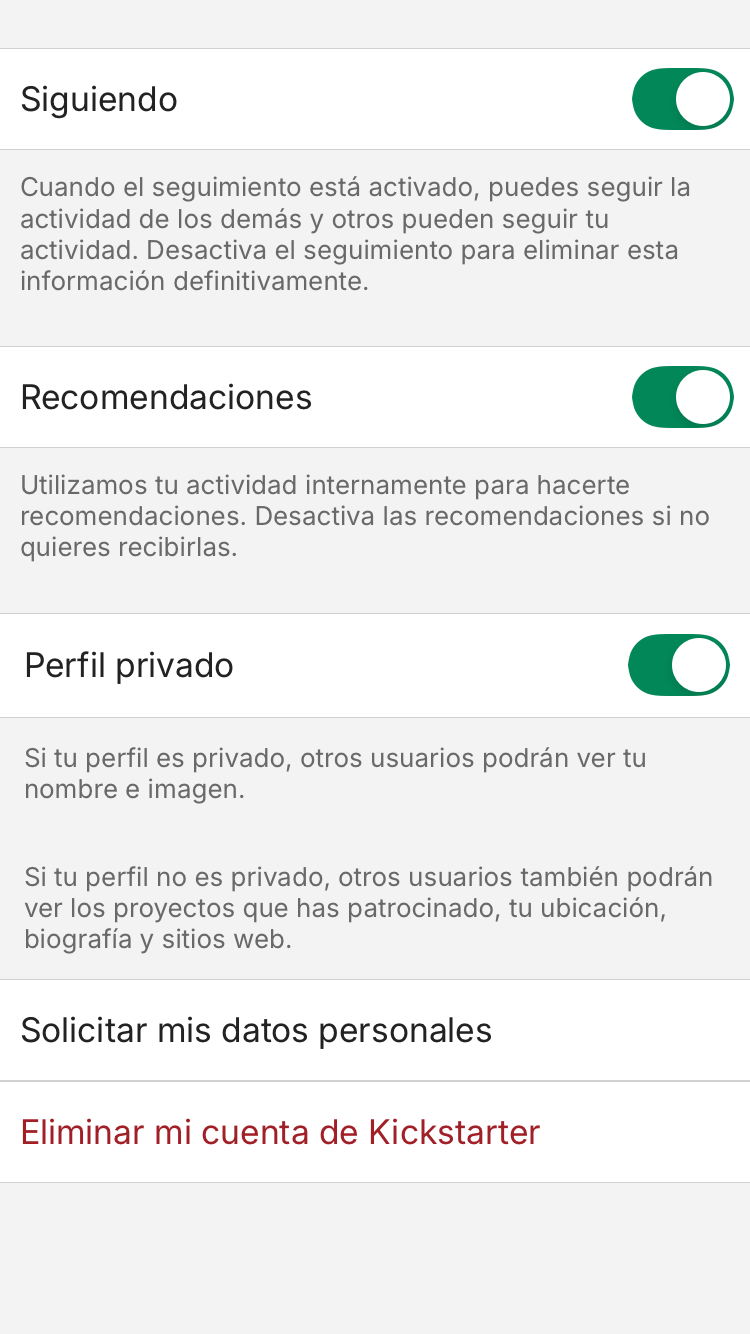 Siguiendo
Cuando el seguimiento está activado, puedes seguir la
actividad de los demás y otros pueden seguir tu
actividad. Desactiva el seguimiento para eliminar esta
información definitivamente.
Recomendaciones
Utilizamos tu actividad internamente para hacerte
recomendaciones. Desactiva las recomendaciones si no
quieres recibirlas.
Perfil privado
Si tu perfil es privado, otros usuarios podrán ver tu
nombre e imagen.
Si tu perfil no es privado, otros usuarios también podrán
ver los proyectos que has patrocinado, tu ubicación,
biografía y sitios web.
Solicitar mis datos personales
Eliminar mi cuenta de Kickstarter